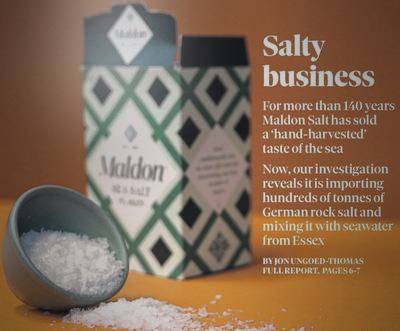 Maldon
Salty
business
For more than 140 years
Maldon Salt has sold
a ‘hand-harvested’
taste of the sea
Now, our investigation
reveals it is importing
hundreds of tonnes of
German rock salt and
mixing it with seawater
from Essex
BY JON UNGOED-THOMAS
FULL REPORT, PAGES 6-7
Maldon
SEA SALT
FLAKES